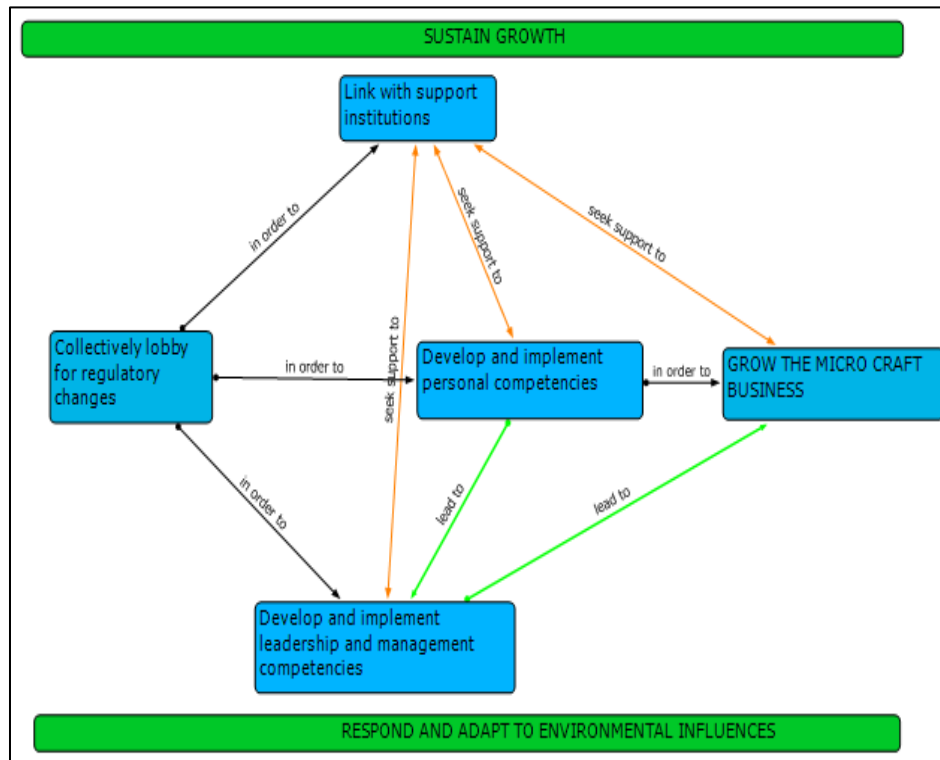 SUSTAIN GROWTH
Link with support
institutions
in order to
seek support to
seek support to
seek support to
Collectively lobby
for regulatory
changes
in order to
Develop and implement
personal competencies
in order to
GROW THE MICRO CRAFT
BUSINESS
in order to
lead to
lead to
Develop and implement
leadership and management
competencies
RESPOND AND ADAPT TO ENVIRONMENTAL INFLUENCES